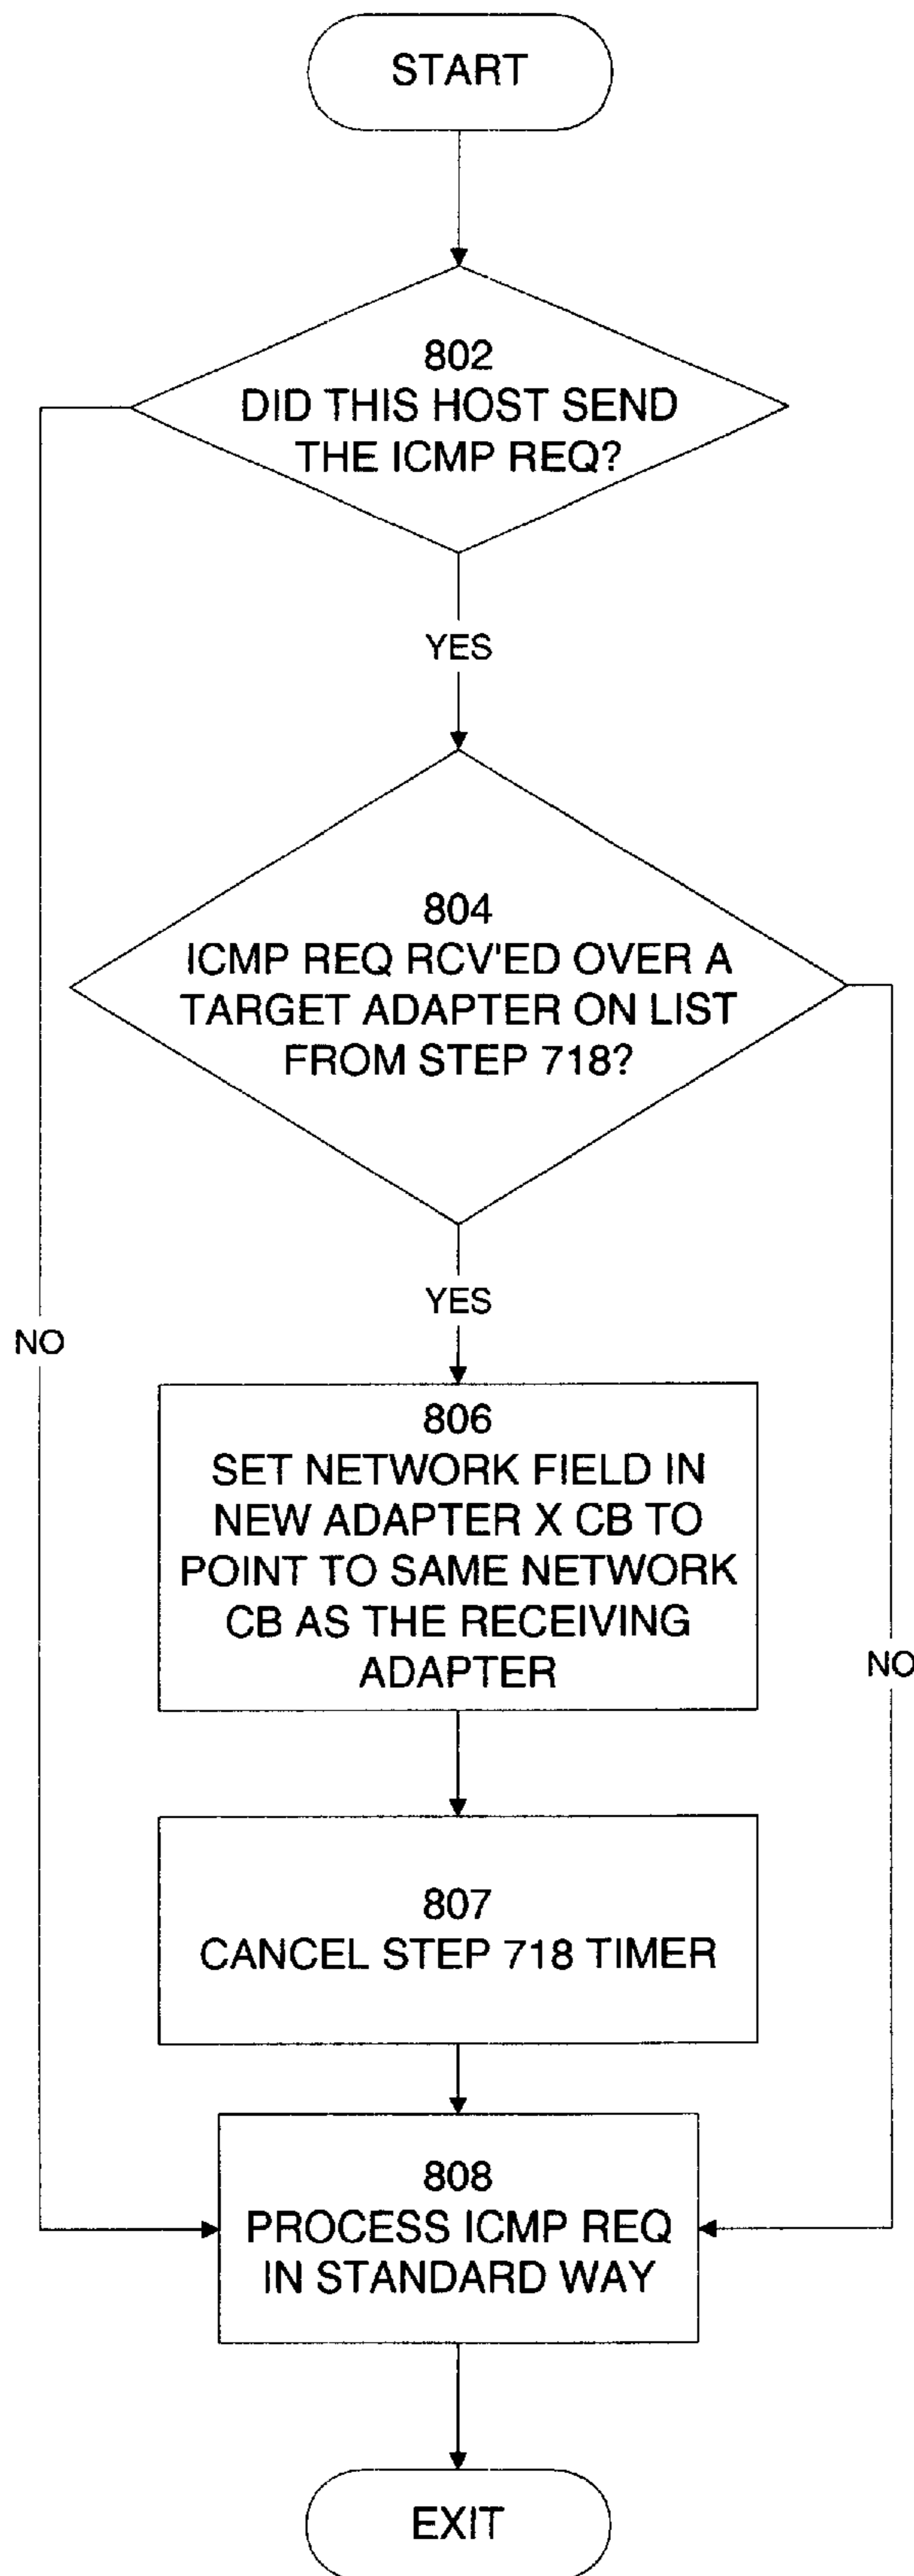 START
802
DID THIS HOST SEND
THE ICMP REQ?
YES
804
ICMP REQ RCV'ED OVER A
TARGET ADAPTER ON LIST
FROM STEP 718?
YES
NO
806
SET NETWORK FIELD IN
NEW ADAPTER X CB TO
POINT TO SAME NETWORK
CB AS THE RECEIVING
ADAPTER
NO
807
CANCEL STEP 718 TIMER
808
PROCESS ICMP REQ
IN STANDARD WAY
EXIT